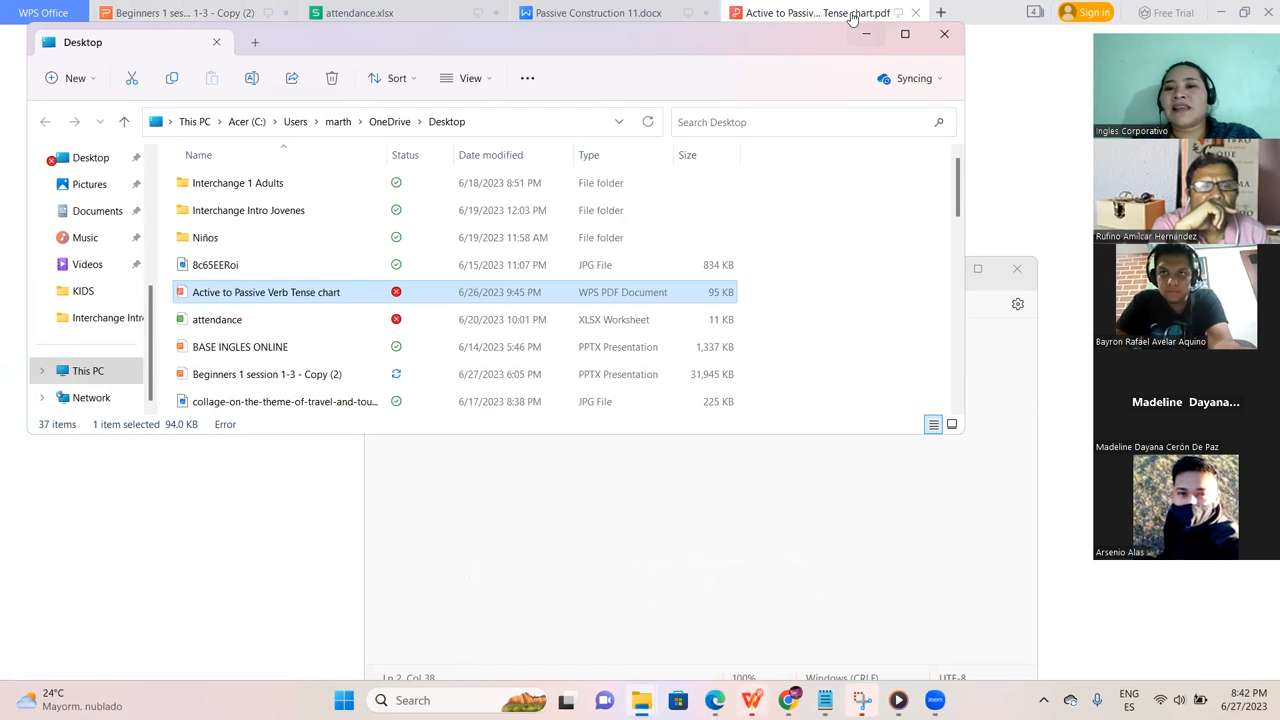 WPS Office
Beginners 1 ses... 1-3 - Copy (2)
attendance.xlsx
Passive Construction 11.docx
Active to Passiv... Tense chart.pdf
Sign in
Free Trial
Desktop
New
Sort
View
Syncing
This PC
Acer (C:)
Users
marth
OneDrive
Desktop
Search Desktop
Name
Status
Date modified
Type
Size
Desktop
Pictures
Documents
Music
Videos
KIDS
Interchange Intro
This PC
Network
Interchange 1 Adults 6/18/2023 8:51 PM File folder
Interchange Intro Jovenes 6/19/2023 12:03 PM File folder
Niños 6/19/2023 11:58 AM File folder
8c65EERoi 6/15/2023 11:07 PM JPG File 834 KB
Active to Passive Verb Tense chart 6/26/2023 9:45 PM WPS PDF Document 95 KB
attendance 6/20/2023 10:01 PM XLSX Worksheet 11 KB
BASE INGLES ONLINE 6/14/2023 5:46 PM PPTX Presentation 1,337 KB
Beginners 1 session 1-3 - Copy (2) 6/27/2023 6:05 PM PPTX Presentation 31,945 KB
collage-on-the-theme-of-travel-and-tou... 6/17/2023 8:38 PM JPG File 225 KB
37 items 1 item selected 94.0 KB Error
Ingles Corporativo
Rufino Amilcar Hernandez
Bayron Rafael Avelar Aquino
Madeline Dayana...
Madeline Dayana Cerón De Paz
Arsenio Alas
Ln 2, Col 38
100%
Windows (CRLF)
UTF-8
24°C
Mayorm. nublado
Search
zoom
ENG
ES
8:42 PM
6/27/2023